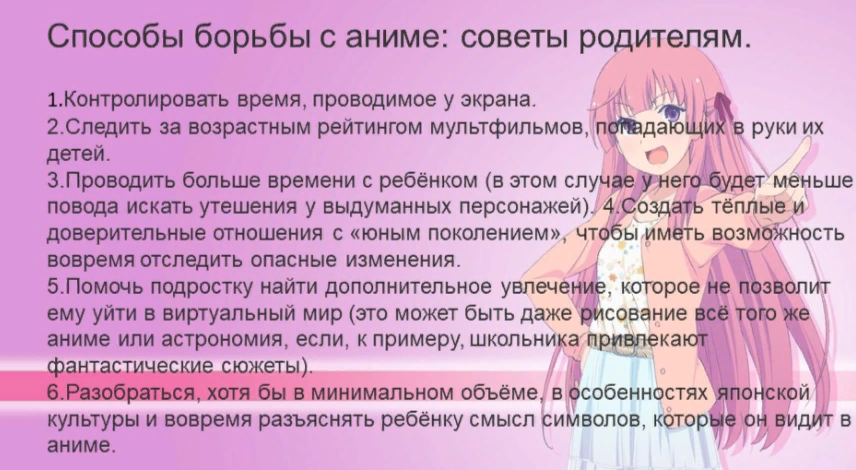 Способы борьбы с аниме: советы родителям.
1.Контролировать время, проводимое у экрана.
2.Следить за возрастным рейтингом мультфильмов, попадающих в руки их
детей.
3.Проводить больше времени с ребёнком (в этом случае у него будет меньше
повода искать утешения у выдуманных персонажей). 4.Создать тёплые и
доверительные отношения с «юным поколением», чтобы иметь возможность
вовремя отследить опасные изменения.
5.Помочь подростку найти дополнительное увлечение, которое не позволит
ему уйти в виртуальный мир (это может быть даже рисование всё того же
аниме или астрономия, если, к примеру, школьника привлекают
фантастические сюжеты).
6.Разобраться, хотя бы в минимальном объёме, в особенностях японской
культуры и вовремя разъяснять ребёнку смысл символов, которые он видит в
аниме.